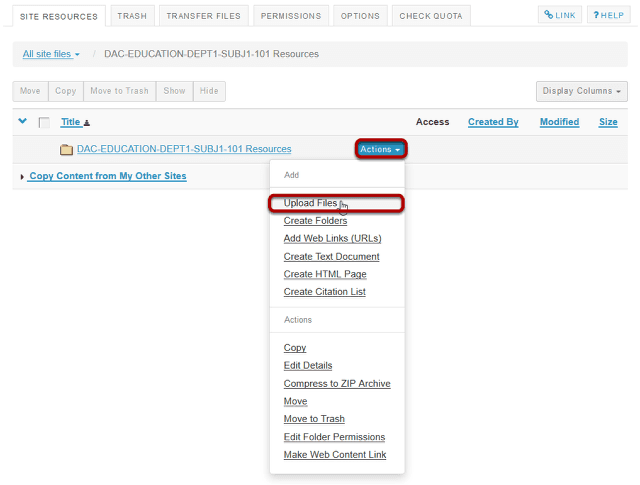 SITE RESOURCES TRASH TRANSFER FILES PERMISSIONS OPTIONS CHECK QUOTA LINK ? HELP
All site files / DAC-EDUCATION-DEPT1-SUBJ1-101 Resources
Move Copy Move to Trash Show Hide Display Columns
Title Access Created By Modified Size
DAC-EDUCATION-DEPT1-SUBJ1-101 Resources Actions
Copy Content from My Other Sites
Add
Upload Files
Create Folders
Add Web Links (URLs)
Create Text Document
Create HTML Page
Create Citation List
Actions
Copy
Edit Details
Compress to ZIP Archive
Move
Move to Trash
Edit Folder Permissions
Make Web Content Link